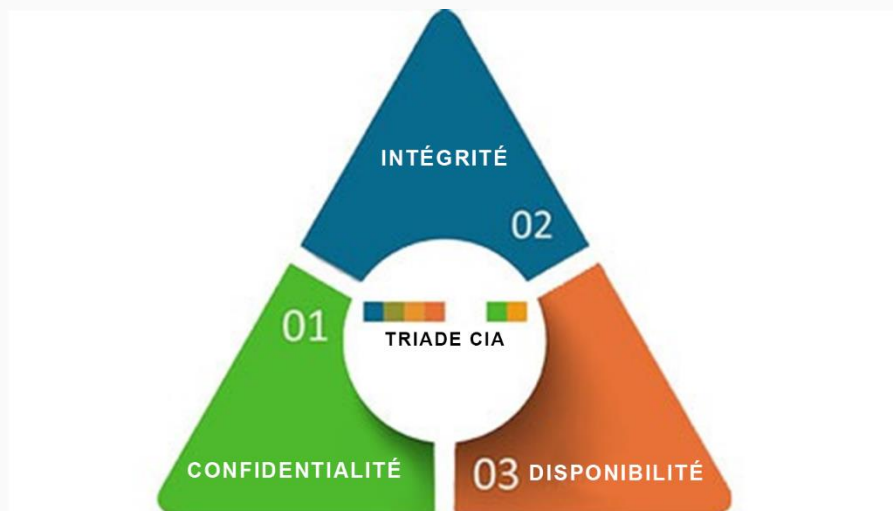 INTÉGRITÉ
02
01
TRIADE CIA
CONFIDENTIALITÉ
03 DISPONIBILITÉ